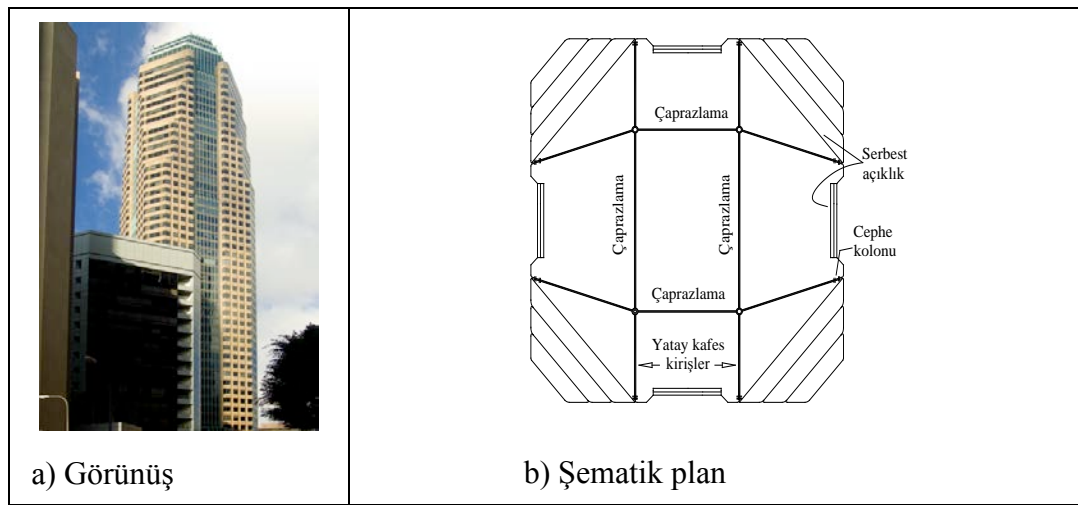 Çaprazlama
Çaprazlama
Çaprazlama
Serbest
açıklık
Cephe
kolonu
Çaprazlama
Yatay kafes
kirişler
a) Görünüş
b) Şematik plan